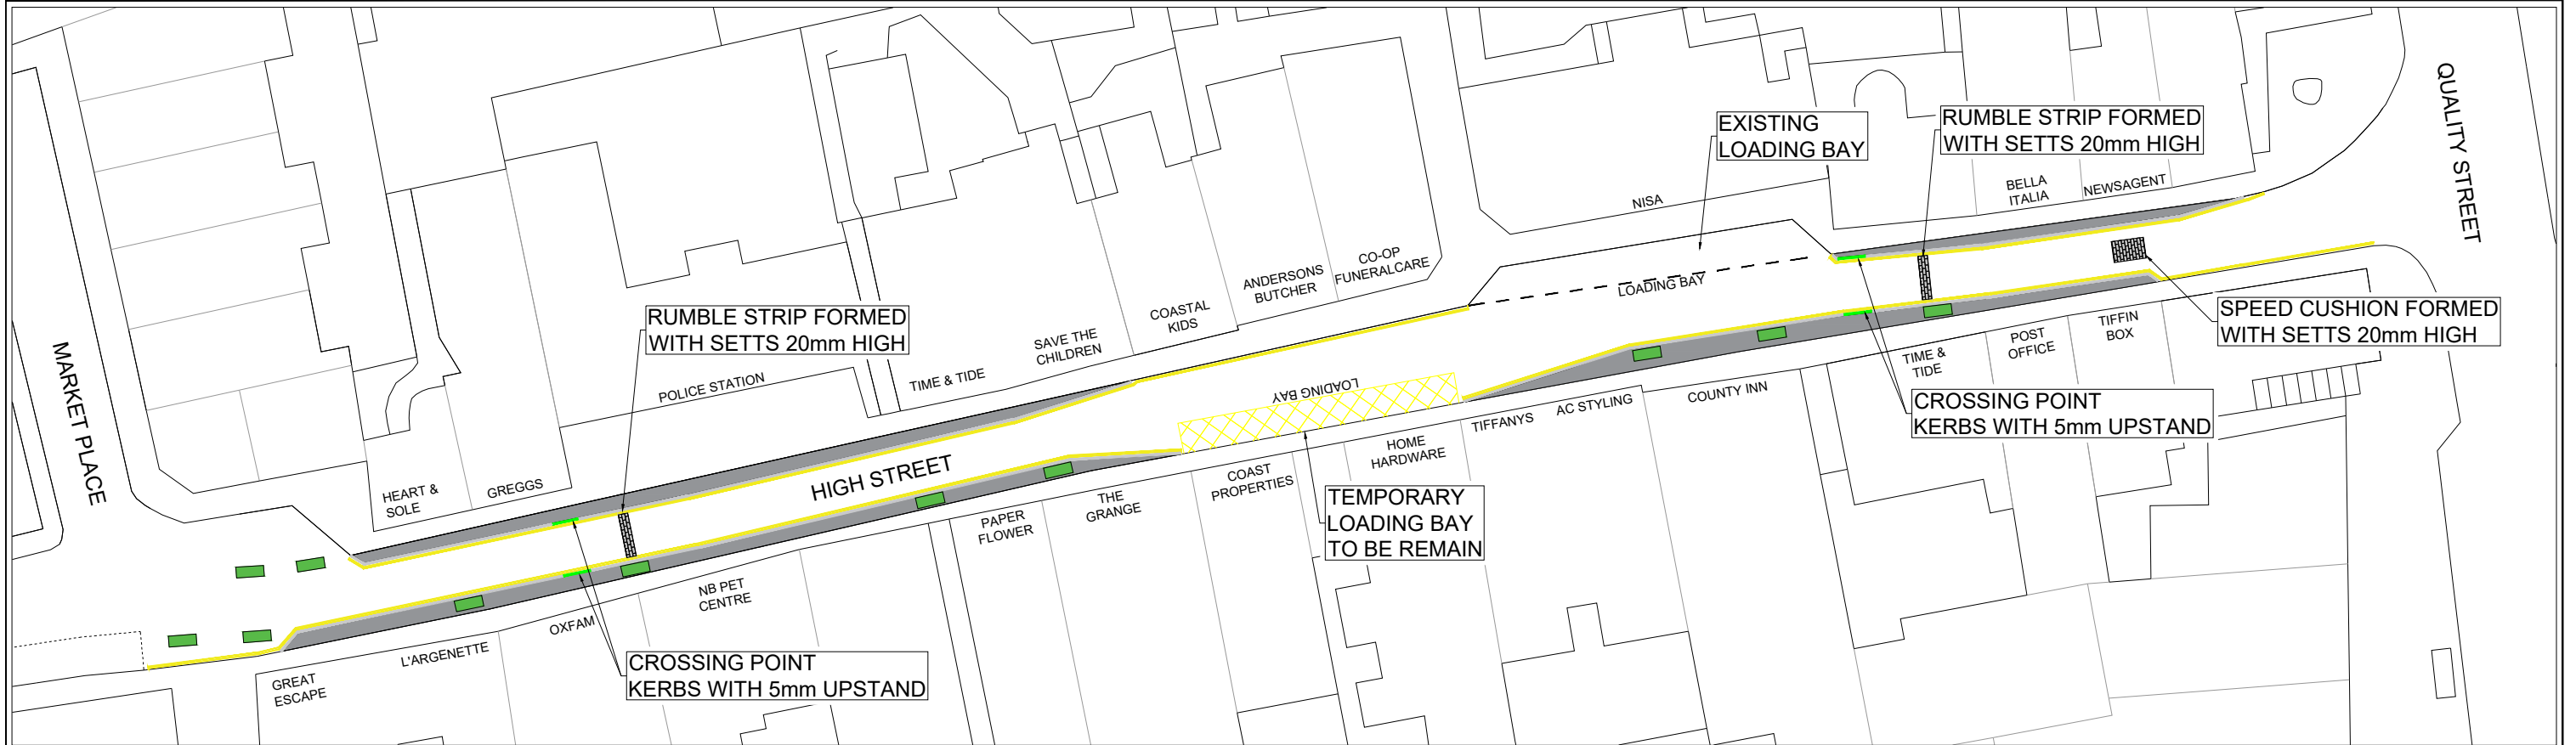 MARKET PLACE
HEART &
SOLE
GREGGS
RUMBLE STRIP FORMED
WITH SETTS 20mm HIGH
POLICE STATION
TIME & TIDE
SAVE THE
CHILDREN
COASTAL
KIDS
ANDERSONS
BUTCHER
CO-OP
FUNERALCARE
NISA
EXISTING
LOADING BAY
LOADING BAY
RUMBLE STRIP FORMED
WITH SETTS 20mm HIGH
BELLA
ITALIA
NEWSAGENT
QUALITY STREET
SPEED CUSHION FORMED
WITH SETTS 20mm HIGH
HIGH STREET
LOADING BAY
GREAT
ESCAPE
L'ARGENETTE
OXFAM
NB PET
CENTRE
CROSSING POINT
KERBS WITH 5mm UPSTAND
PAPER
FLOWER
THE
GRANGE
COAST
PROPERTIES
HOME
HARDWARE
TEMPORARY
LOADING BAY
TO BE REMAIN
TIFFANYS
AC STYLING
COUNTY INN
TIME &
TIDE
POST
OFFICE
TIFFIN
BOX
CROSSING POINT
KERBS WITH 5mm UPSTAND